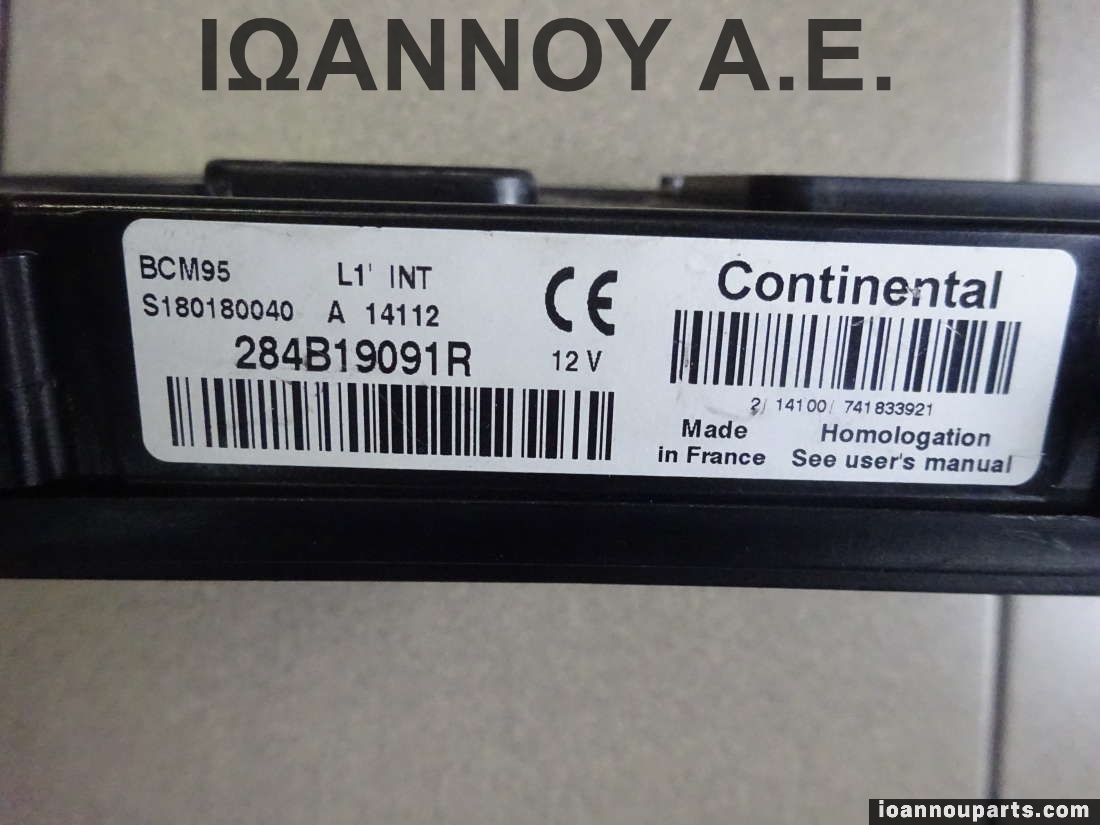 ΙΩΑΝΝΟΥ Α.Ε.
BCM95 L1' INT
S180180040 A 14112
284B19091R
CE
12 V
Continental
2/ 14100/ 741833921
Made in France
Homologation
See user's manual
ioannouparts.com